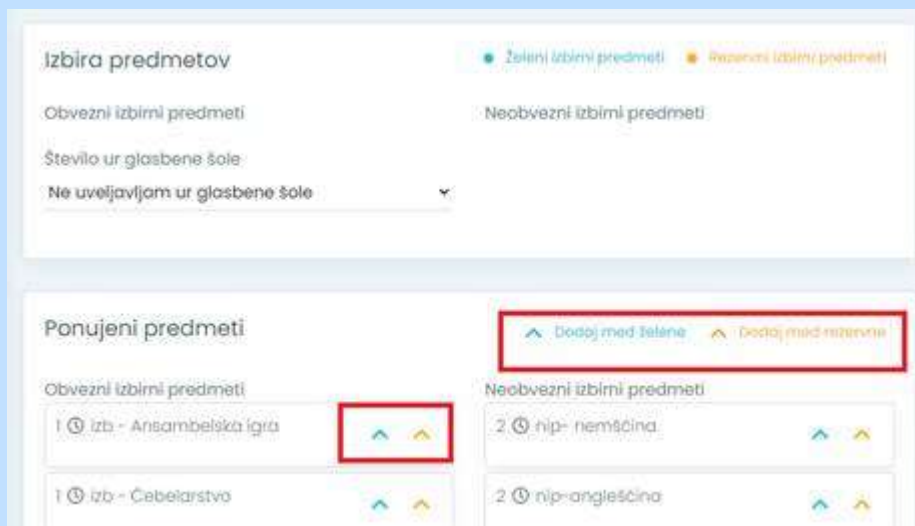 Izbira predmetov
Želeni izbirni predmeti
Rezervni izbirni predmeti
Obvezni izbirni predmeti
Neobvezni izbirni predmeti
Število ur glasbene šole
Ne uveljavljam ur glasbene šole
Ponujeni predmeti
Dodaj med želene
Dodaj med rezervne
Obvezni izbirni predmeti
Neobvezni izbirni predmeti
1 izb - Ansambelska igra
2 nip- nemščina
1 izb - Čebelarstvo
2 nip-angleščina